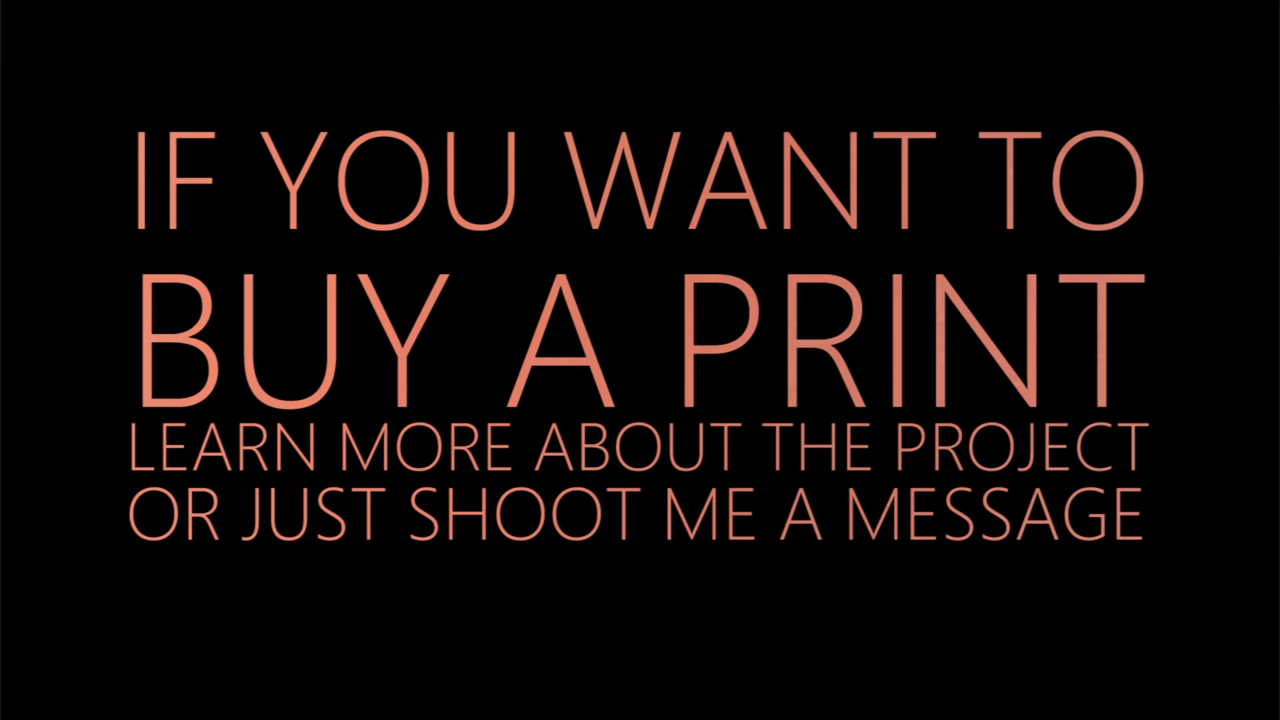 IF YOU WANT TO
BUY A PRINT
LEARN MORE ABOUT THE PROJECT
OR JUST SHOOT ME A MESSAGE